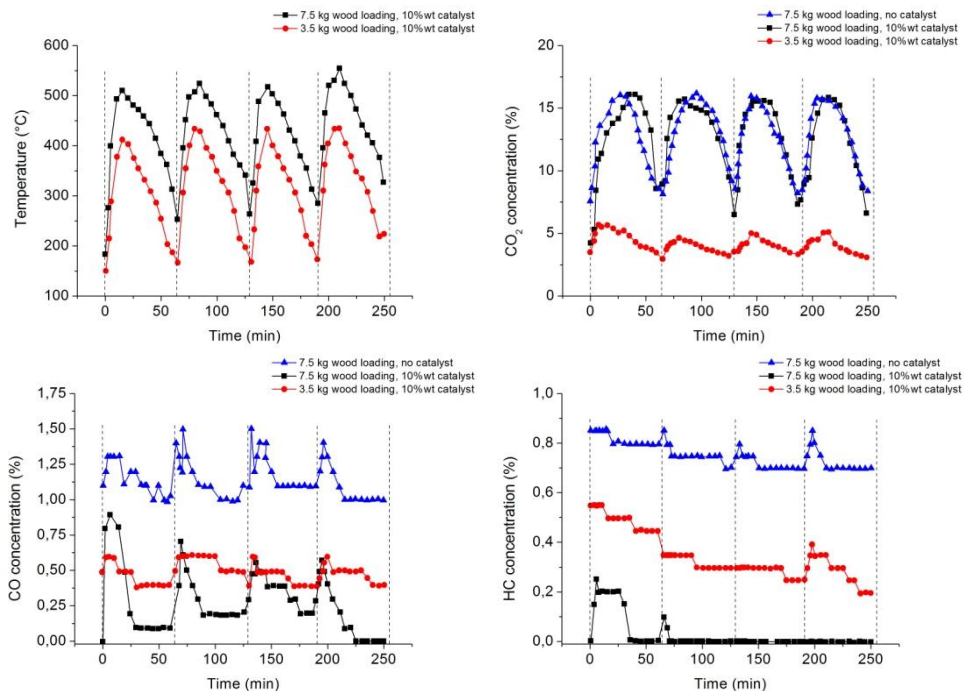 7.5 kg wood loading, 10%wt catalyst
3.5 kg wood loading, 10%wt catalyst
600
500
400
300
200
100
Temperature (°C)
0 50 100 150 200 250
Time (min)
7.5 kg wood loading, no catalyst
7.5 kg wood loading, 10%wt catalyst
3.5 kg wood loading, 10%wt catalyst
20
15
10
5
0
CO₂ concentration (%)
0 50 100 150 200 250
Time (min)
7.5 kg wood loading, no catalyst
7.5 kg wood loading, 10%wt catalyst
3.5 kg wood loading, 10%wt catalyst
1,75
1,50
1,25
1,00
0,75
0,50
0,25
0,00
CO concentration (%)
0 50 100 150 200 250
Time (min)
7.5 kg wood loading, no catalyst
7.5 kg wood loading, 10%wt catalyst
3.5 kg wood loading, 10%wt catalyst
1,0
0,8
0,6
0,4
0,2
0,0
HC concentration (%)
0 50 100 150 200 250
Time (min)